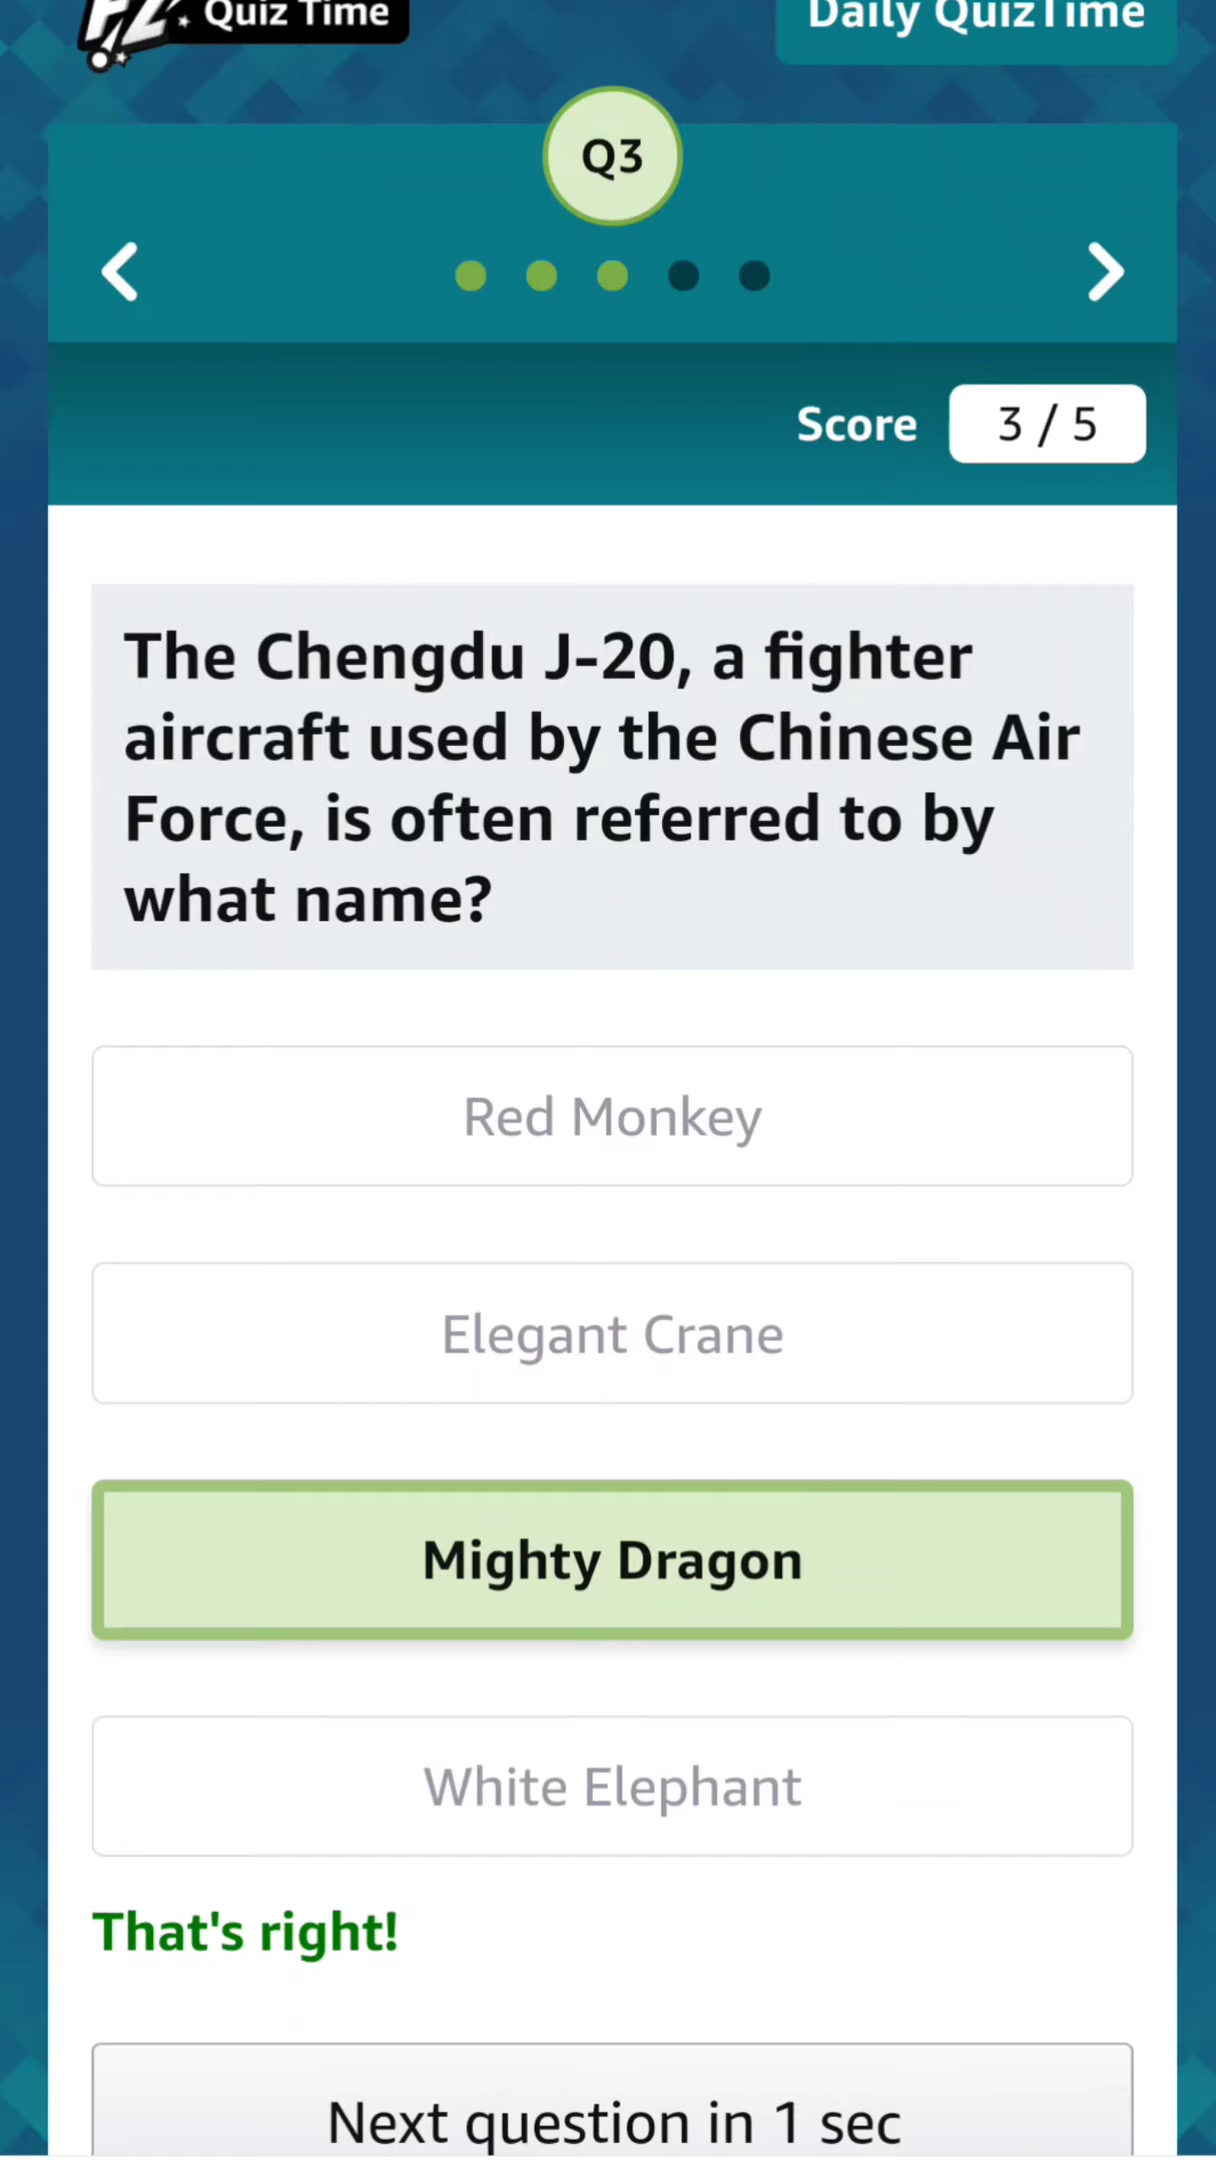 Quiz Time
Daily QuizTime
Q3
Score 3 / 5
The Chengdu J-20, a fighter
aircraft used by the Chinese Air
Force, is often referred to by
what name?
Red Monkey
Elegant Crane
Mighty Dragon
White Elephant
That's right!
Next question in 1 sec